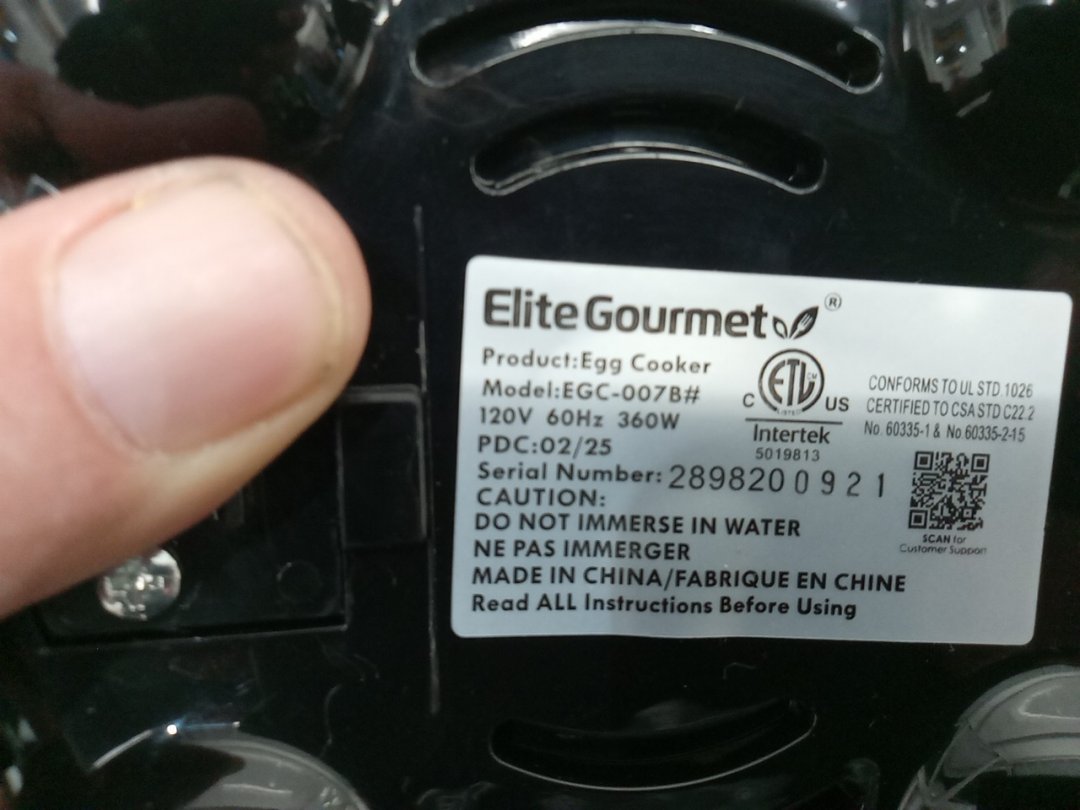 EliteGourmet®
Product:Egg Cooker
Model:EGC-007B#
120V 60Hz 360W
PDC:02/25
Serial Number: 2898200921
CAUTION:
DO NOT IMMERSE IN WATER
NE PAS IMMERGER
MADE IN CHINA/FABRIQUE EN CHINE
Read ALL Instructions Before Using
ETL CM
LISTED
C US
Intertek
5019813
CONFORMS TO UL STD.1026
CERTIFIED TO CSA STD C22.2
No. 60335-1 & No.60335-2-15
SCAN for
Customer Support